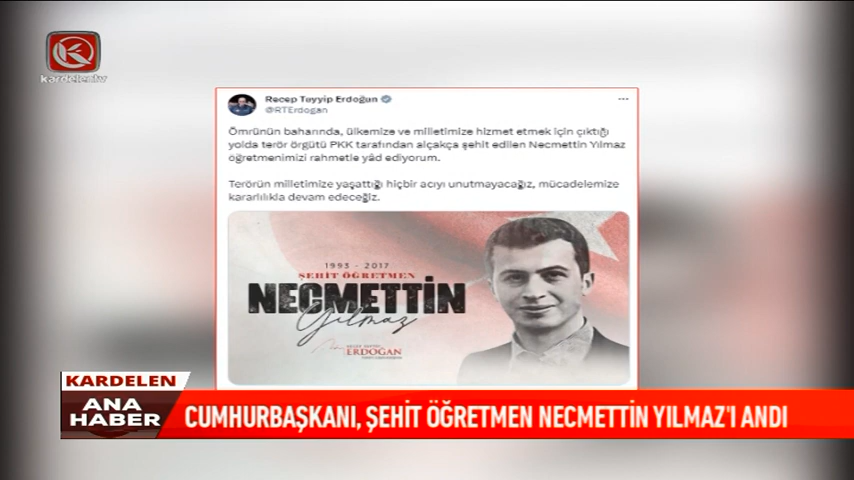 kardelen tv
Recep Tayyip Erdoğan
@RTErdogan
Ömrünün baharında, ülkemize ve milletimize hizmet etmek için çıktığı
yolda terör örgütü PKK tarafından alçakça şehit edilen Necmettin Yılmaz
öğretmenimizi rahmetle yâd ediyorum.
Terörün milletimize yaşattığı hiçbir acıyı unutmayacağız, mücadelemize
kararlılıkla devam edeceğiz.
1993 - 2017
ŞEHİT ÖĞRETMEN
NECMETTİN
Yılmaz
ERDOĞAN
KARDELEN
ANA
HABER
CUMHURBAŞKANI, ŞEHİT ÖĞRETMEN NECMETTİN YILMAZ'I ANDI